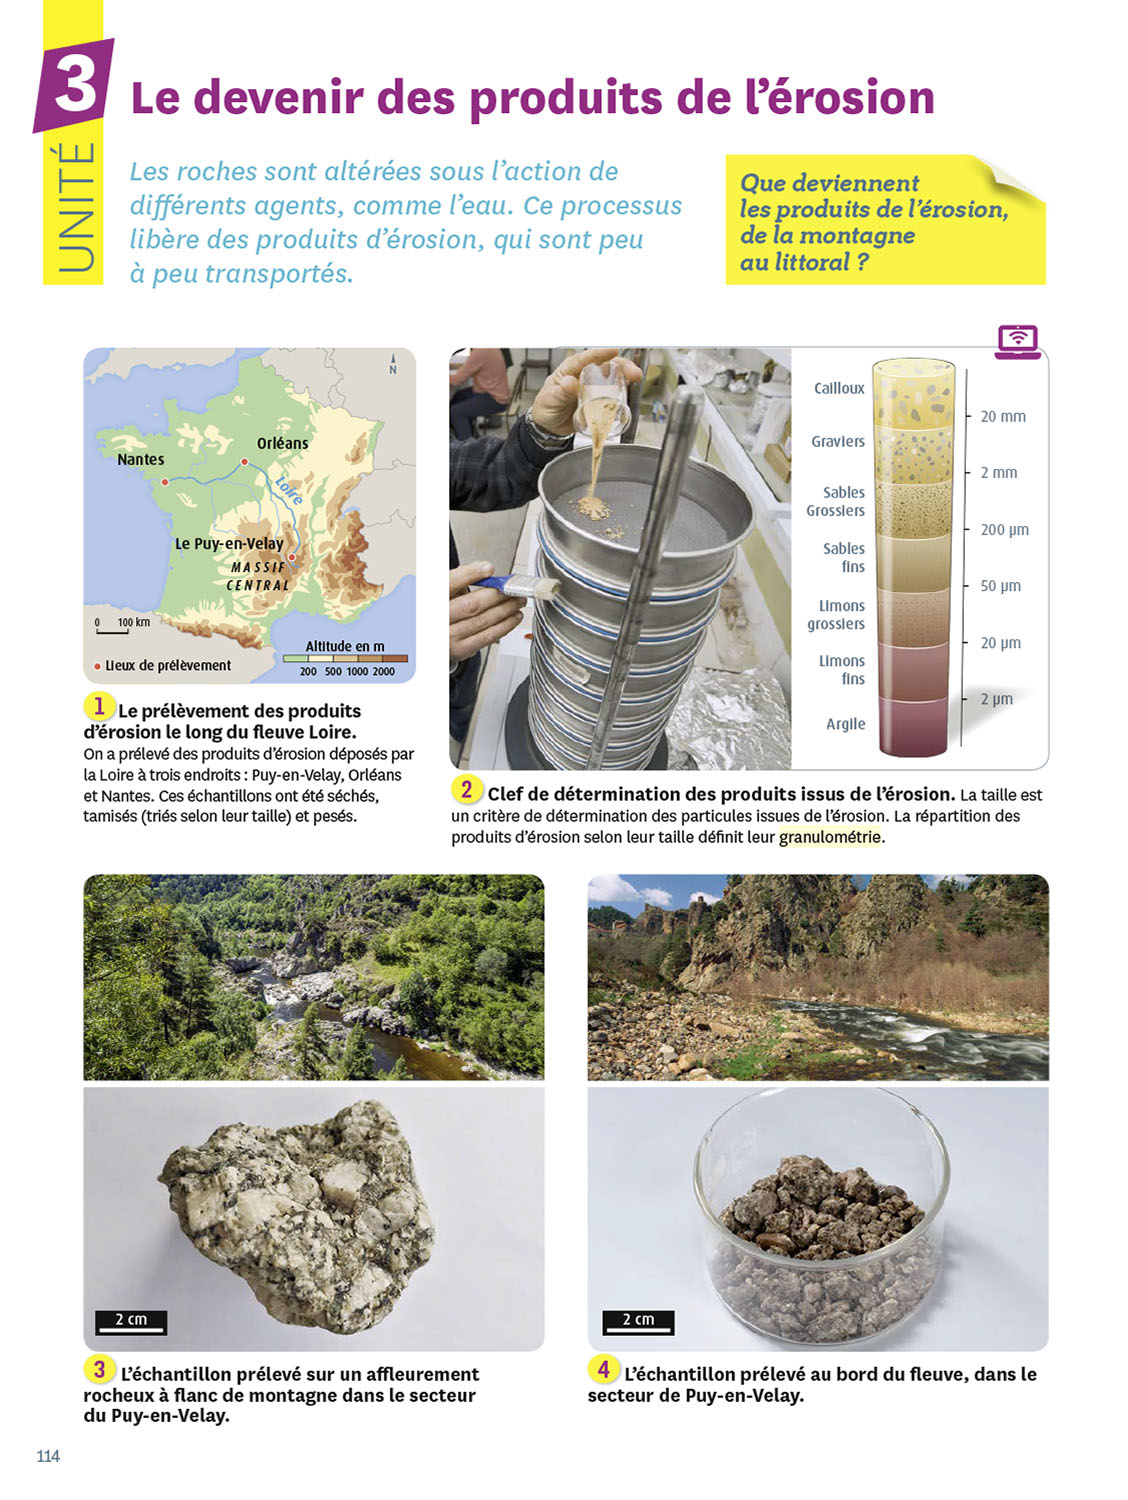 3
UNITÉ
Le devenir des produits de l’érosion
Les roches sont altérées sous l’action de
différents agents, comme l’eau. Ce processus
libère des produits d’érosion, qui sont peu
à peu transportés.
Que deviennent
les produits de l’érosion,
de la montagne
au littoral ?
N
Orléans
Nantes
Loire
Le Puy-en-Velay
MASSIF
CENTRAL
0 100 km
Altitude en m
200 500 1000 2000
Lieux de prélèvement
1 Le prélèvement des produits
d’érosion le long du fleuve Loire.
On a prélevé des produits d’érosion déposés par
la Loire à trois endroits : Puy-en-Velay, Orléans
et Nantes. Ces échantillons ont été séchés,
tamisés (triés selon leur taille) et pesés.
Cailloux
20 mm
Graviers
2 mm
Sables
Grossiers
200 µm
Sables
fins
50 µm
Limons
grossiers
20 µm
Limons
fins
2 µm
Argile
2 Clef de détermination des produits issus de l’érosion. La taille est
un critère de détermination des particules issues de l’érosion. La répartition des
produits d’érosion selon leur taille définit leur granulométrie.
2 cm
3 L’échantillon prélevé sur un affleurement
rocheux à flanc de montagne dans le secteur
du Puy-en-Velay.
2 cm
4 L’échantillon prélevé au bord du fleuve, dans le
secteur de Puy-en-Velay.
114